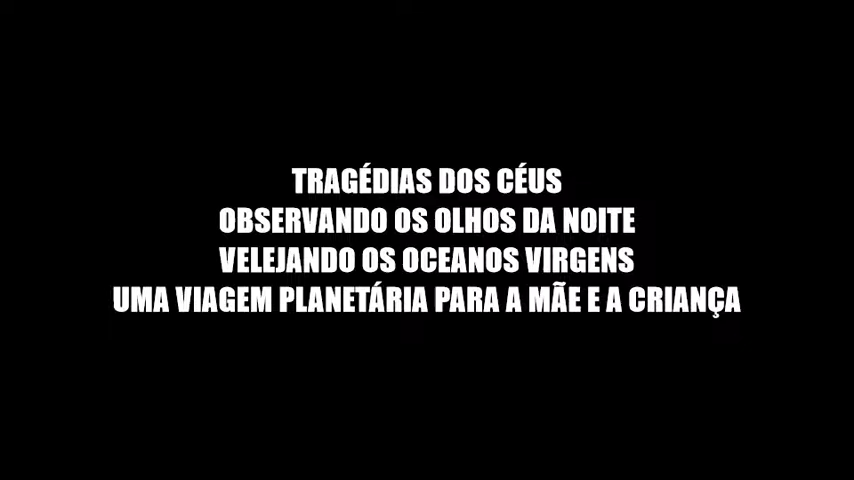 TRAGÉDIAS DOS CÉUS
OBSERVANDO OS OLHOS DA NOITE
VELEJANDO OS OCEANOS VIRGENS
UMA VIAGEM PLANETÁRIA PARA A MÃE E A CRIANÇA